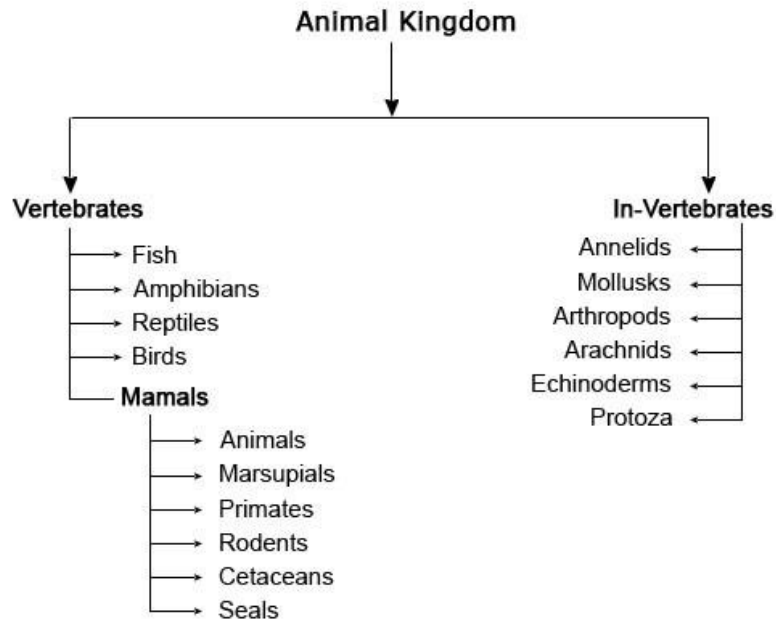 Animal Kingdom
Vertebrates
Fish
Amphibians
Reptiles
Birds
Mamals
Animals
Marsupials
Primates
Rodents
Cetaceans
Seals
In-Vertebrates
Annelids
Mollusks
Arthropods
Arachnids
Echinoderms
Protoza